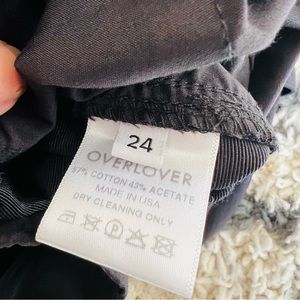 24
OVERLOVER
57% COTTON 43% ACETATE
MADE IN USA
DRY CLEANING ONLY